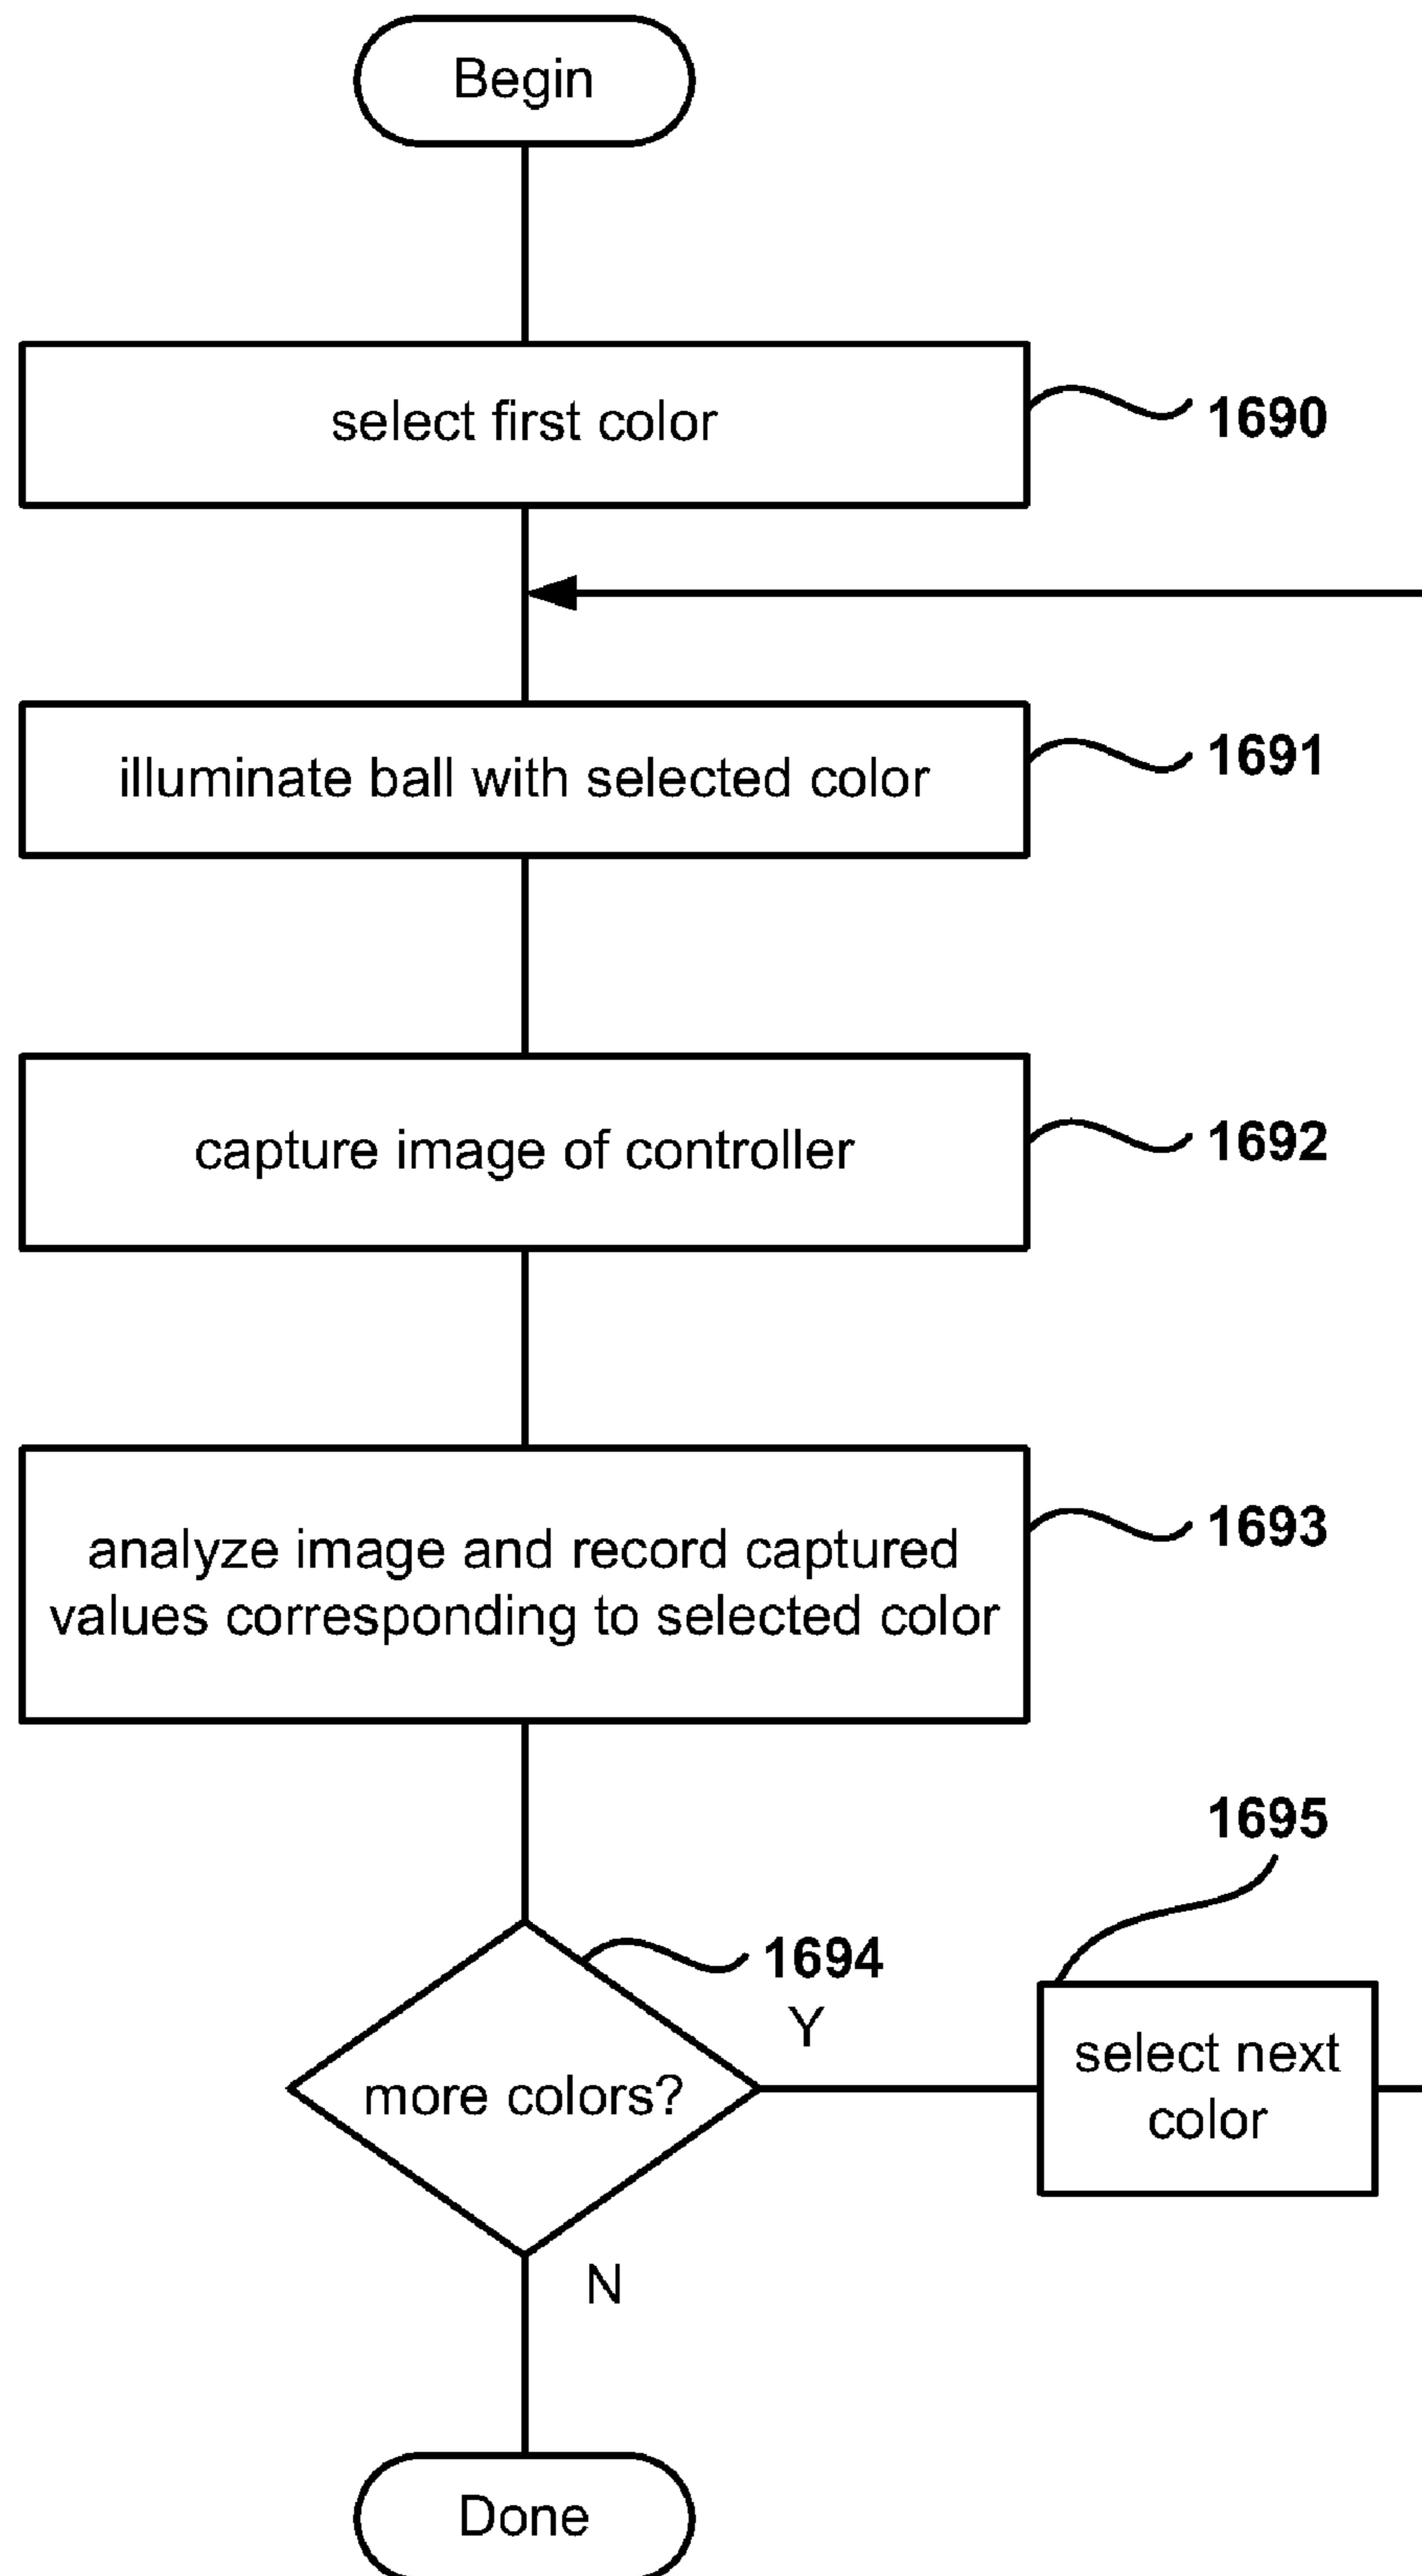 Begin
select first color
1690
illuminate ball with selected color
1691
capture image of controller
1692
analyze image and record captured
values corresponding to selected color
1693
1695
1694
Y
more colors?
select next
color
N
Done